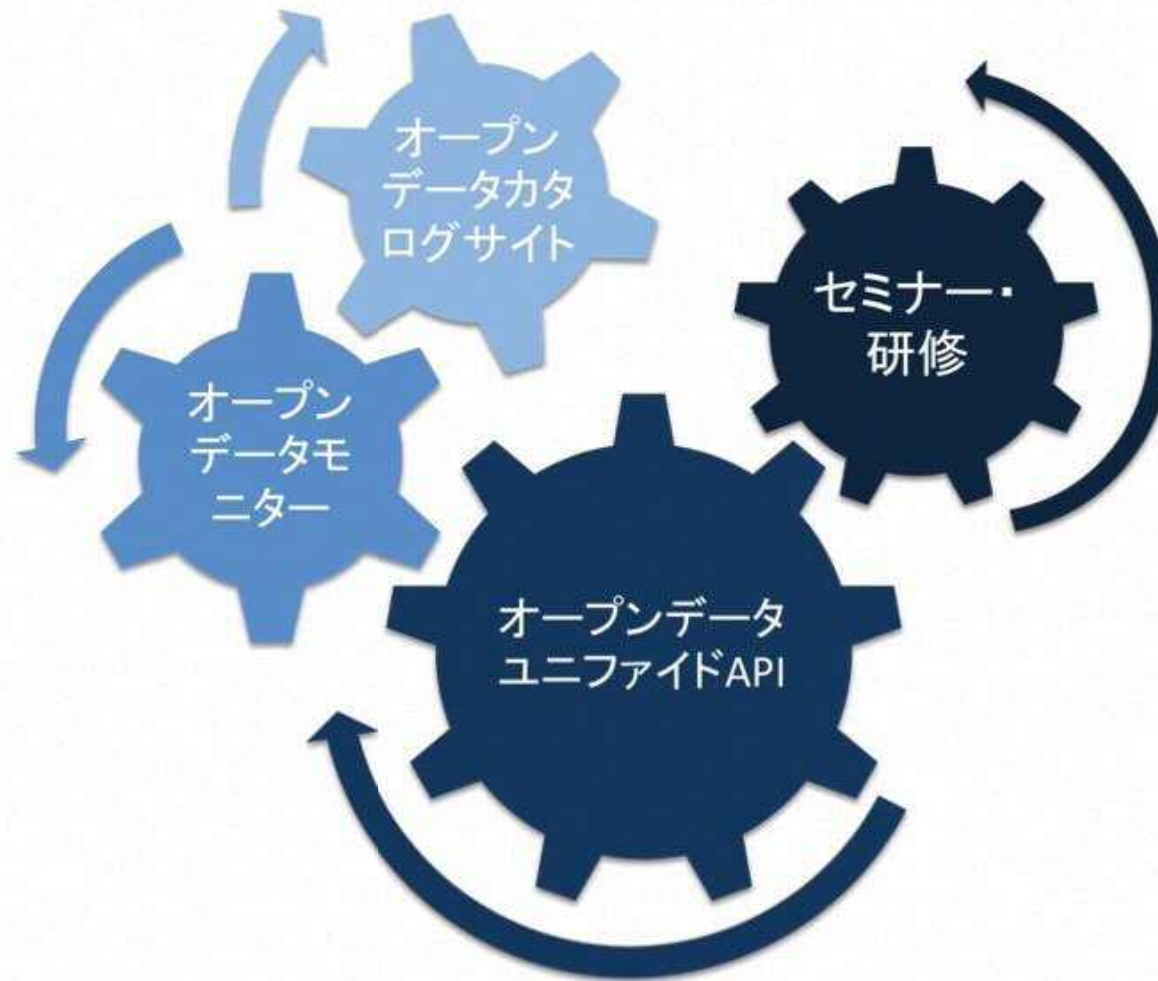 オープン
データカタ
ログサイト
セミナー・
研修
オープン
データモ
ニター
オープンデータ
ユニファイドAPI